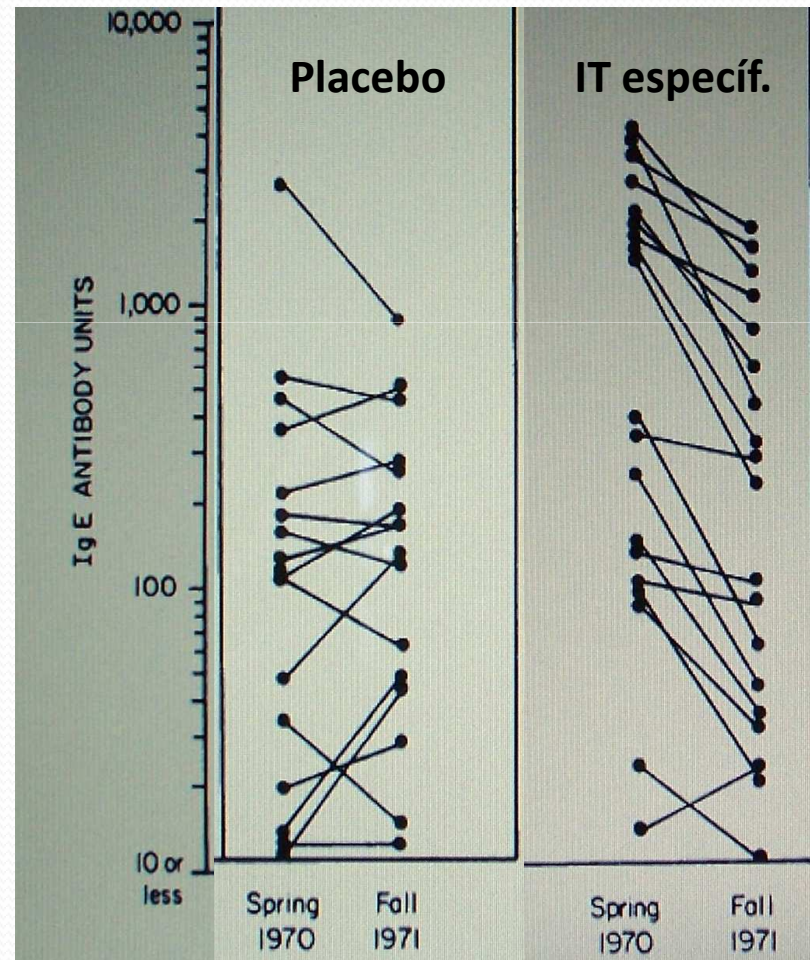 10,000
Placebo
IT específ.
1,000
IgE ANTIBODY UNITS
100
10 or
less
Spring
1970
Fall
1971
Spring
1970
Fall
1971